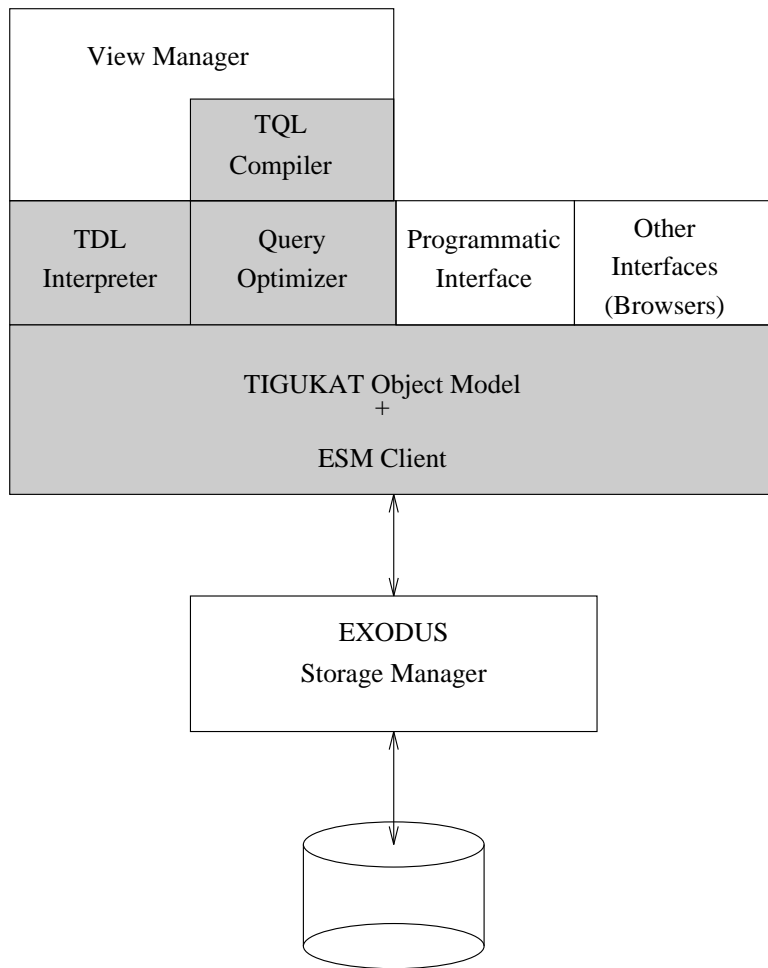 View Manager
TQL
Compiler
TDL
Interpreter
Query
Optimizer
Programmatic
Interface
Other
Interfaces
(Browsers)
TIGUKAT Object Model
+
ESM Client
EXODUS
Storage Manager